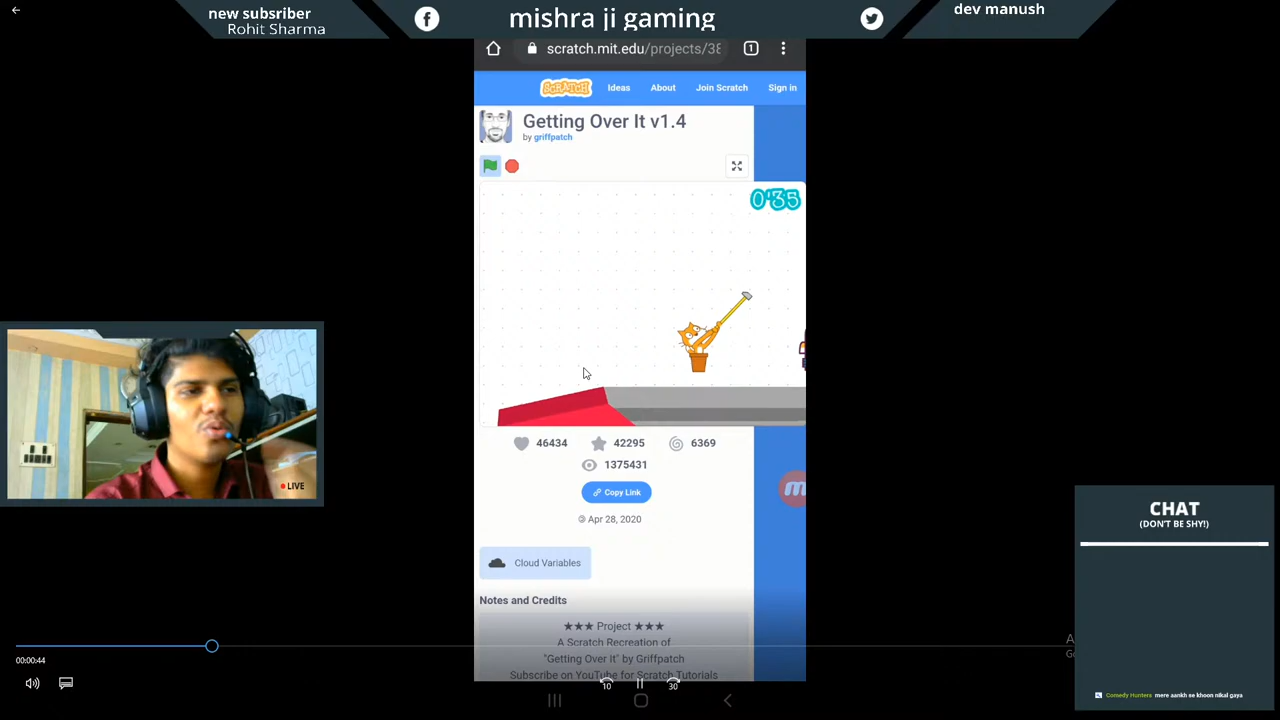 new subsriber
Rohit Sharma
mishra ji gaming
dev manush
scratch.mit.edu/projects/38
1
SCRATCH
Ideas
About
Join Scratch
Sign in
Getting Over It v1.4
by griffpatch
0:35
46434
42295
6369
1375431
Copy Link
Apr 28, 2020
Cloud Variables
Notes and Credits
★★★ Project ★★★
A Scratch Recreation of
"Getting Over It" by Griffpatch
Subscribe on YouTube for Scratch Tutorials
LIVE
CHAT
(DON'T BE SHY!)
Comedy Hunters mere aankh se khoon nikal gaya
00:00:44
10
30